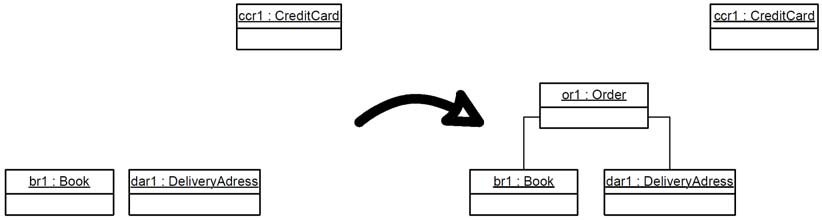 ccr1 : CreditCard
br1 : Book
dar1 : DeliveryAdress
ccr1 : CreditCard
or1 : Order
br1 : Book
dar1 : DeliveryAdress